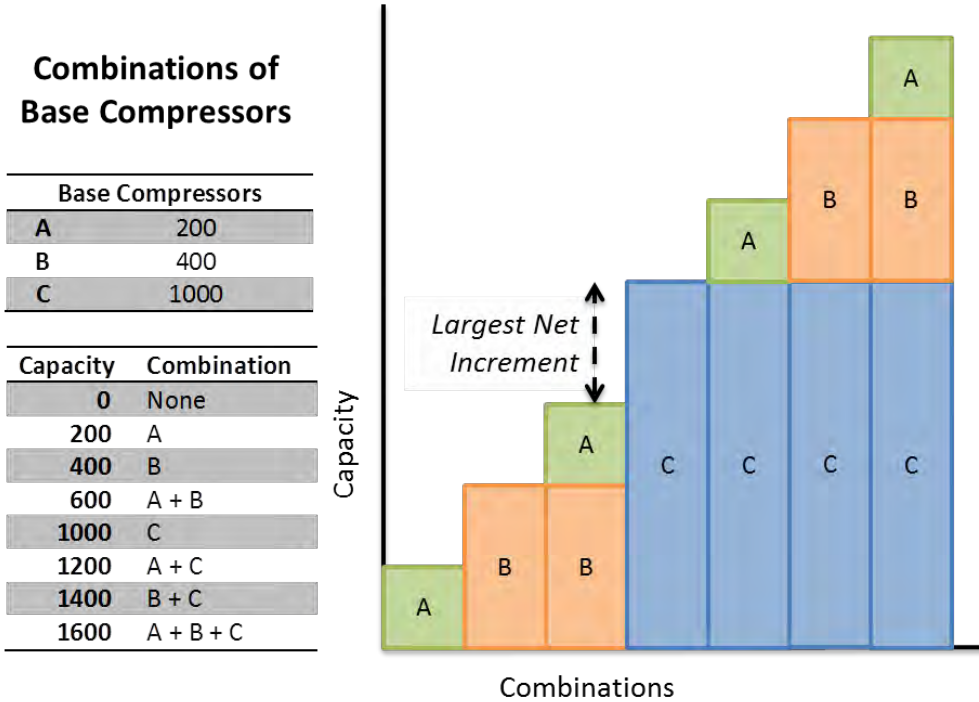 Combinations of
Base Compressors
Base Compressors
A 200
B 400
C 1000
Capacity Combination
0 None
200 A
400 B
600 A + B
1000 C
1200 A + C
1400 B + C
1600 A + B + C
Capacity
Largest Net
Increment
A
B
B
A
C
C
A
C
B
C
B
A
Combinations